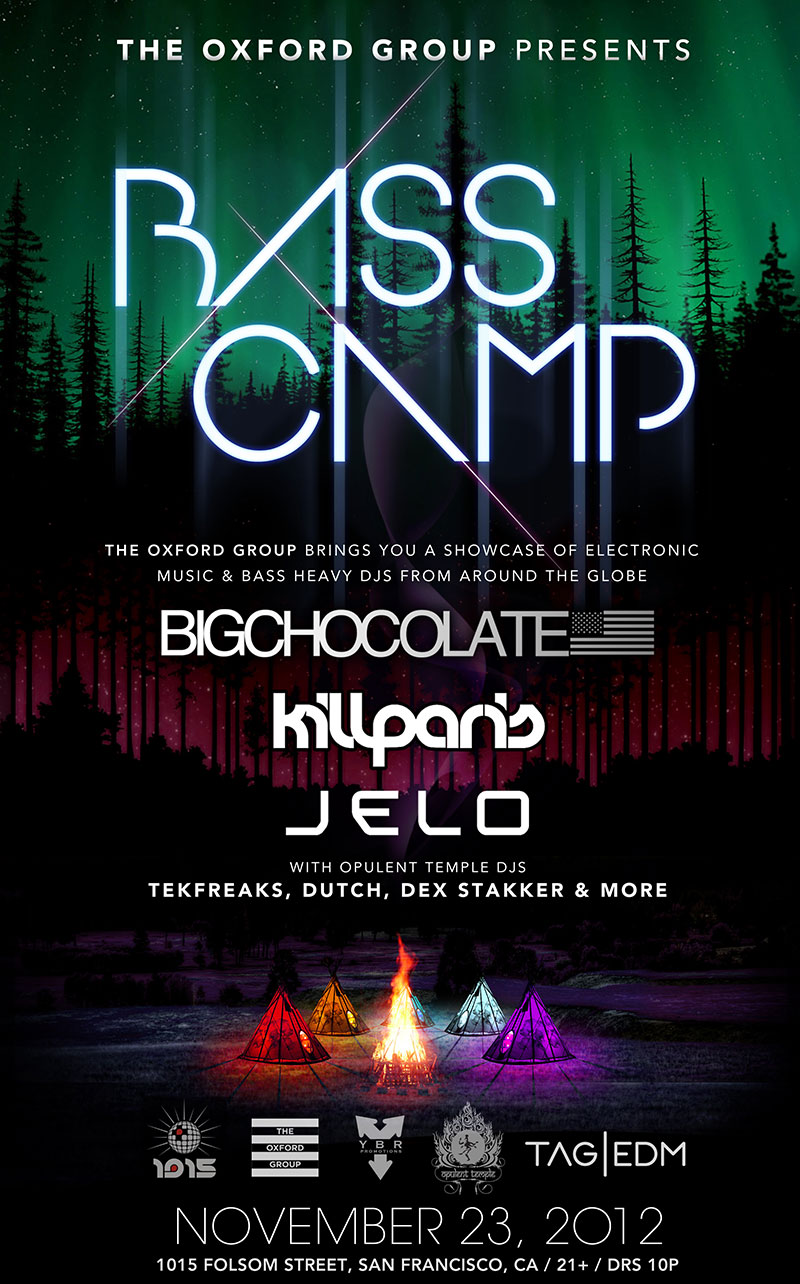 THE OXFORD GROUP PRESENTS
BASS
CAMP
THE OXFORD GROUP BRINGS YOU A SHOWCASE OF ELECTRONIC
MUSIC & BASS HEAVY DJS FROM AROUND THE GLOBE
BIGCHOCOLATE
killparis
JELO
WITH OPULENT TEMPLE DJS
TEKFREAKS, DUTCH, DEX STAKKER & MORE
1015
THE
OXFORD
GROUP
YBR
PROMOTIONS
opulent temple
TAG|EDM
NOVEMBER 23, 2012
1015 FOLSOM STREET, SAN FRANCISCO, CA / 21+ / DRS 10P